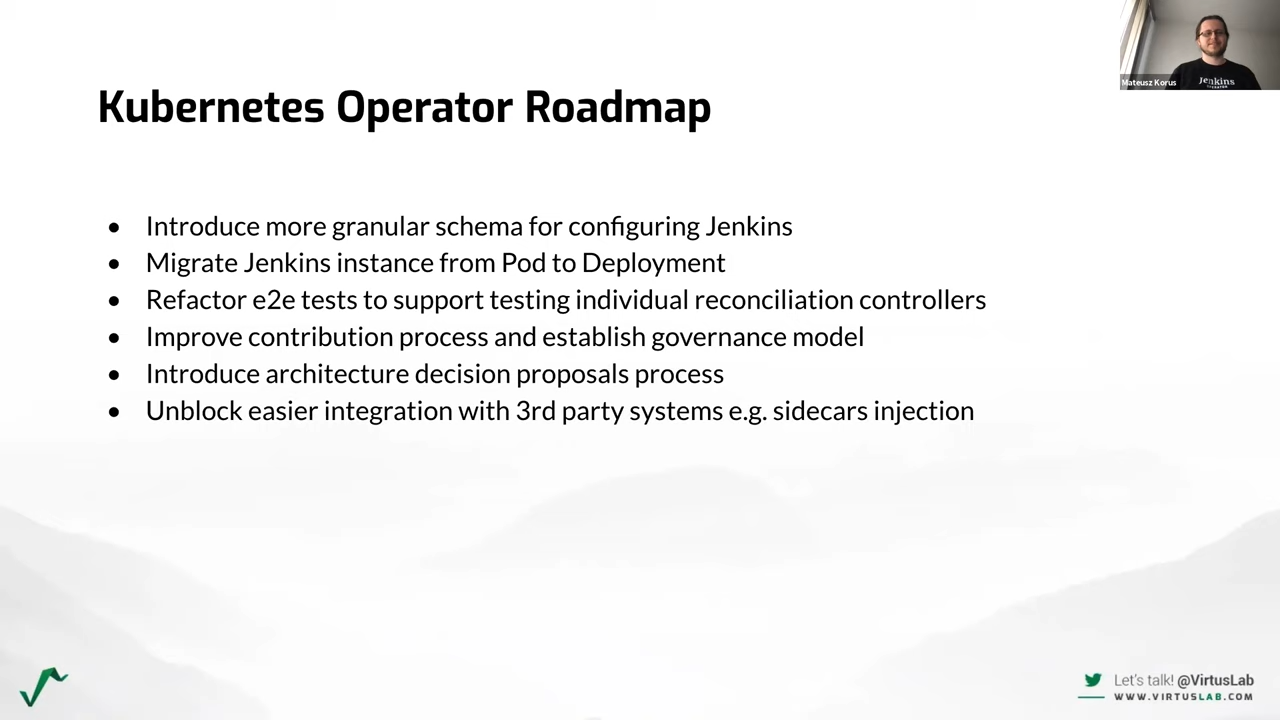 Kubernetes Operator Roadmap
Introduce more granular schema for configuring Jenkins
Migrate Jenkins instance from Pod to Deployment
Refactor e2e tests to support testing individual reconciliation controllers
Improve contribution process and establish governance model
Introduce architecture decision proposals process
Unblock easier integration with 3rd party systems e.g. sidecars injection
Jenkins
OPERATOR
Mateusz Korus
Let's talk! @VirtusLab
WWW.VIRTUSLAB.COM